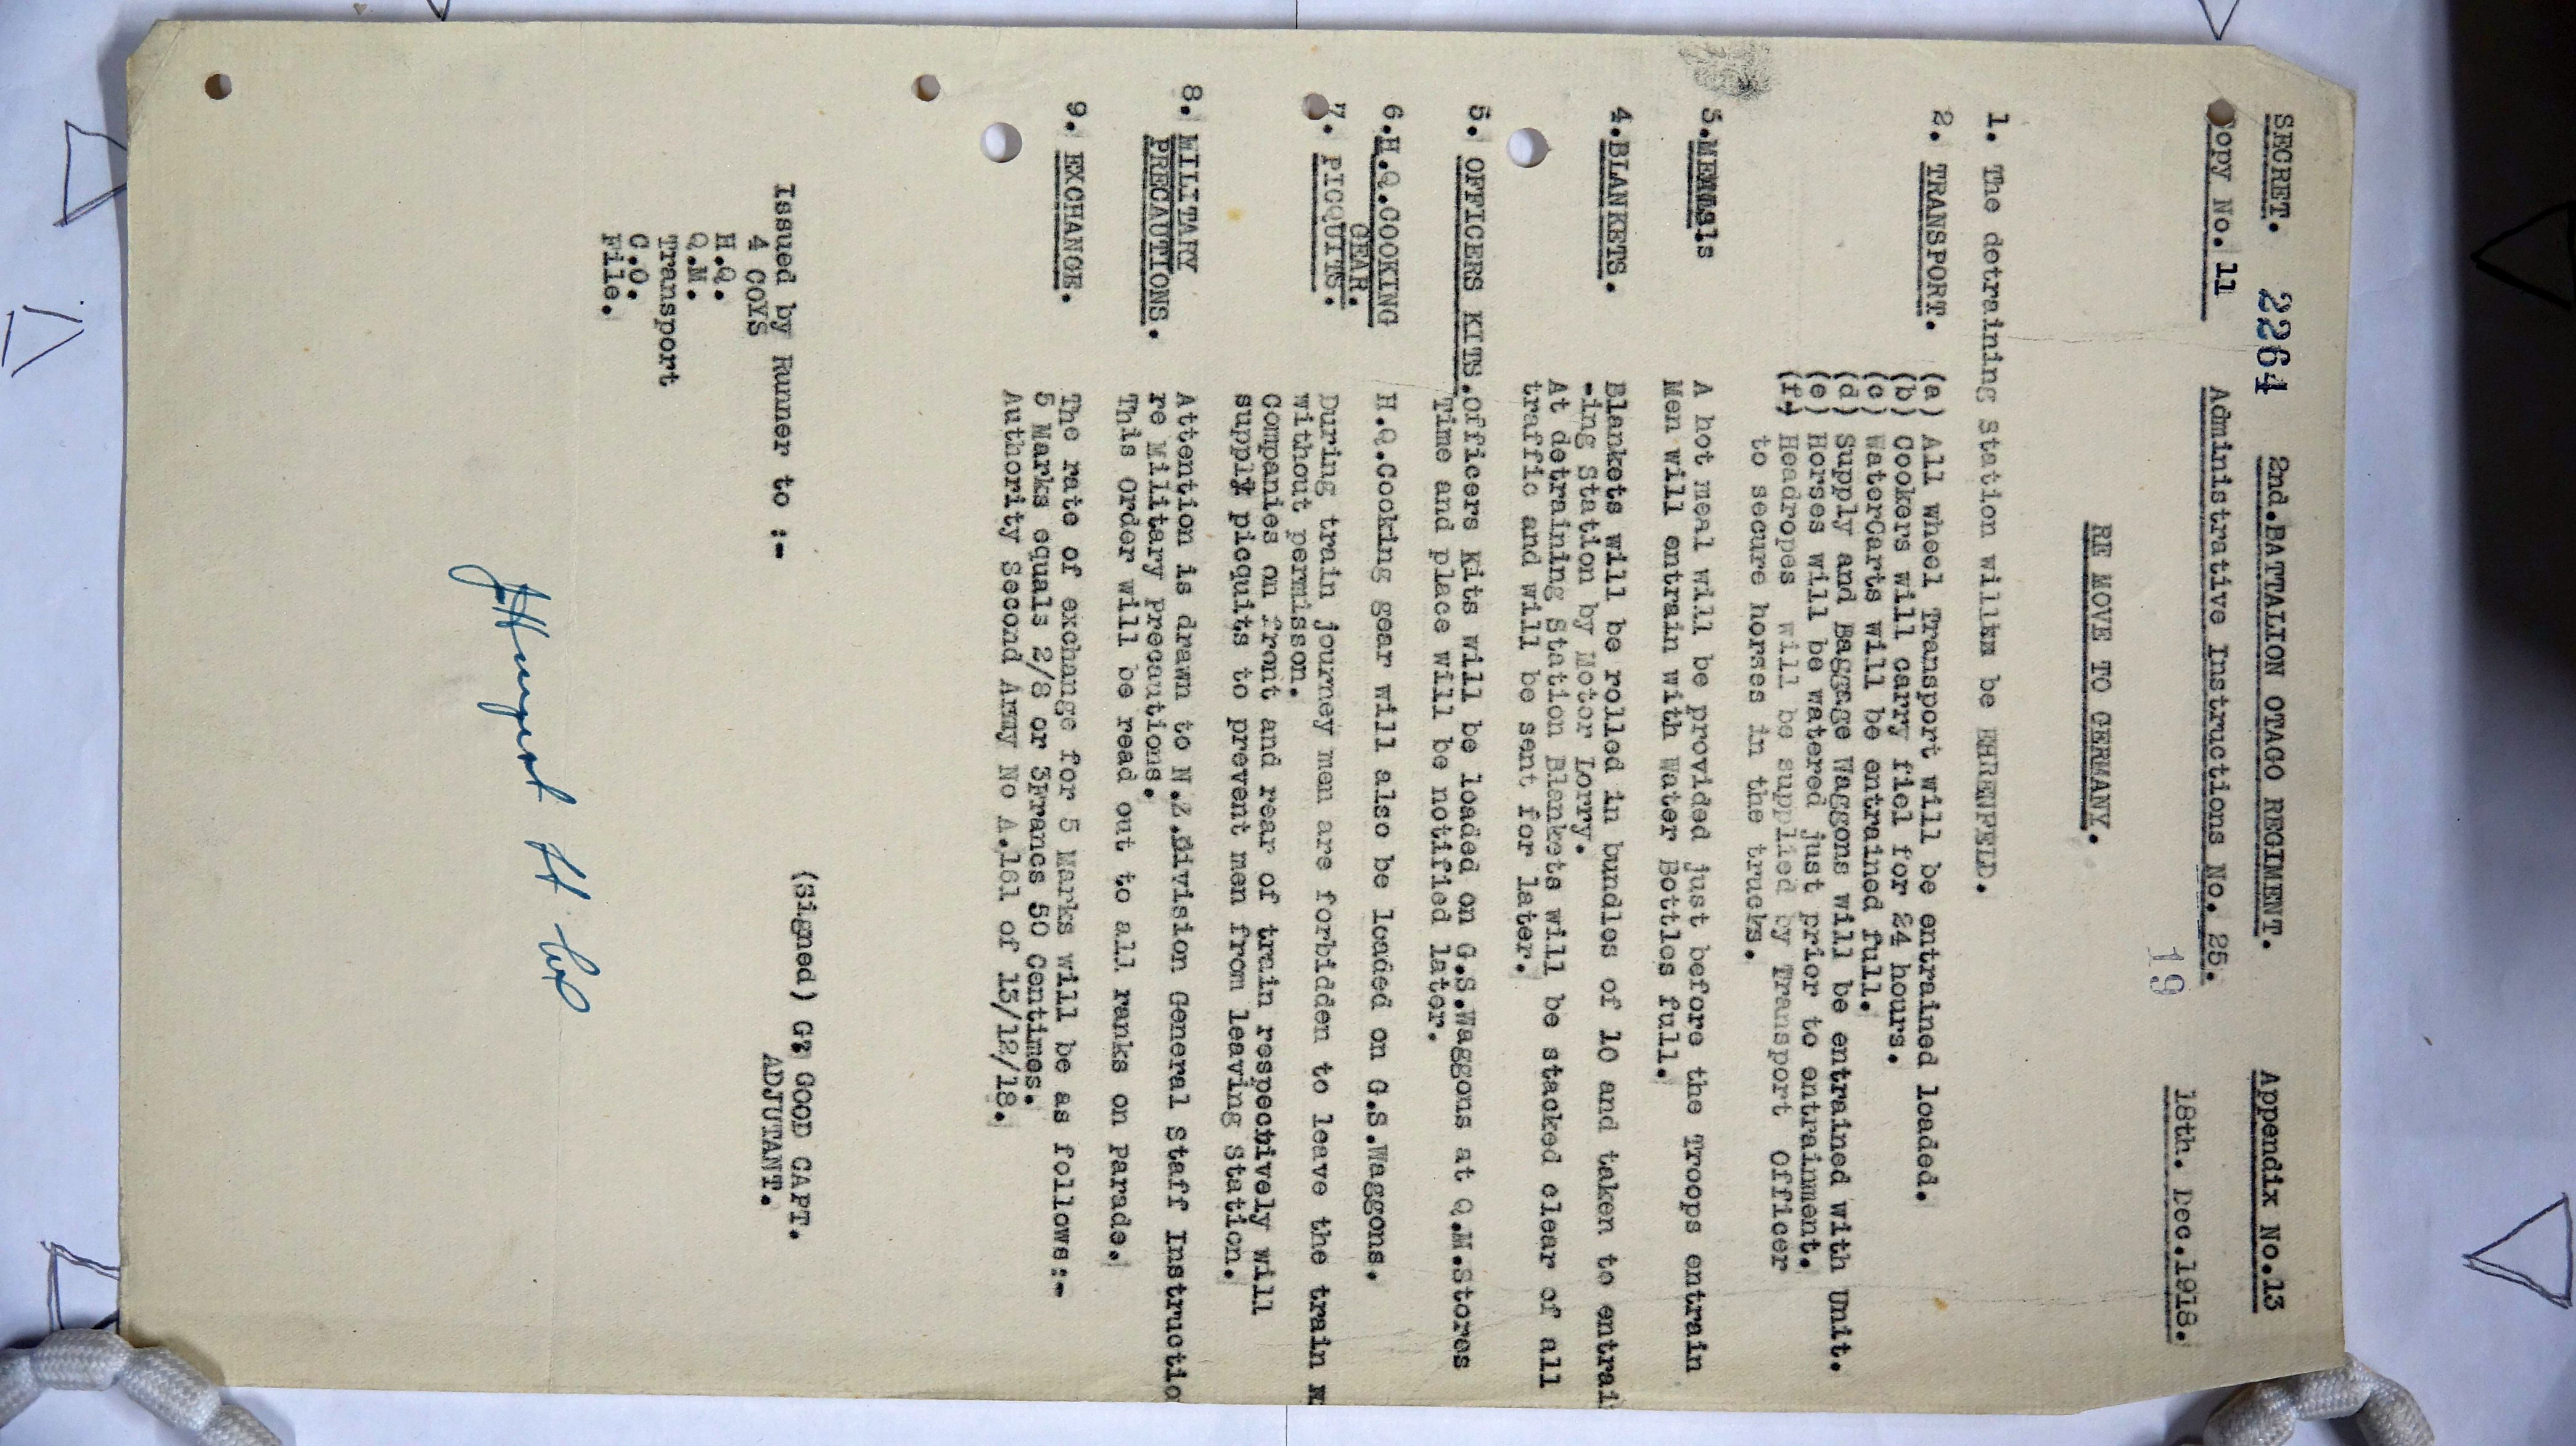 SECRET. 2264 2nd.BATTALION OTAGO REGIMENT. Appendix No.13
Copy No. 11 Administrative Instructions No. 25.
18th. Dec.1918.
19
RE MOVE TO GERMANY.
1. The detraining Station will be EHRENFELD.
2. TRANSPORT. (a) All wheel Transport will be entrained loaded.
(b) Cookers will carry fiel for 24 hours.
(c) WaterCarts will be entrained full.
(d) Supply and Baggage Waggons will be entrained with Unit.
(e) Horses will be watered just prior to entrainment.
(f) Headropes will be supplied by Transport Officer
to secure horses in the trucks.
3. Meals A hot meal will be provided just before the Troops entrain
Men will entrain with Water Bottles full.
4.BLANKETS. Blankets will be rolled in bundles of 10 and taken to entrai
-ing Station by Motor Lorry.
At detraining Station Blankets will be stacked clear of all
traffic and will be sent for later.
5. OFFICERS KITS. Officers Kits will be loaded on G.S.Waggons at Q.M.Stores
Time and place will be notified later.
6.H.Q.COOKING H.Q.Cooking gear will also be loaded on G.S.Waggons.
GEAR.
7. PICQUITS. During train journey men are forbidden to leave the train
without permisson.
Companies on front and rear of train respectively will
supply picquits to prevent men from leaving Station.
8. MILITARY Attention is drawn to N.Z.Division General Staff Instructio
PRECAUTIONS. re Military Precautions.
This Order will be read out to all ranks on Parade.
9. EXCHANGE. The rate of exchange for 5 Marks will be as follows:-
5 Marks equals 2/8 or 3Francs 50 Centimes.
Authority Second Army No A.181 of 13/12/18.
(Signed) G. GOOD CAPT.
ADJUTANT.
Issued by Runner to :-
4 COYS
H.Q.
Q.M.
Transport
C.O.
File.